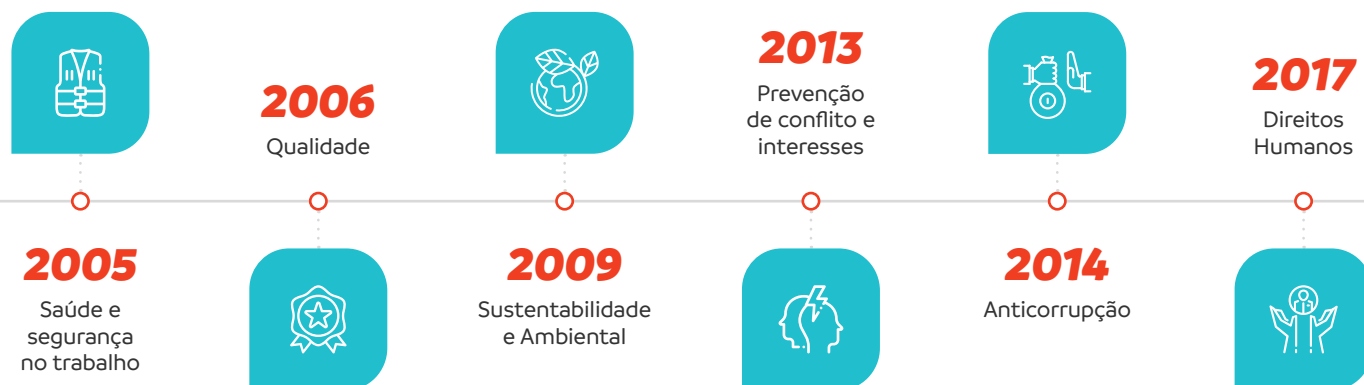 2005
Saúde e
segurança
no trabalho
2006
Qualidade
2009
Sustentabilidade
e Ambiental
2013
Prevenção
de conflito e
interesses
2014
Anticorrupção
2017
Direitos
Humanos